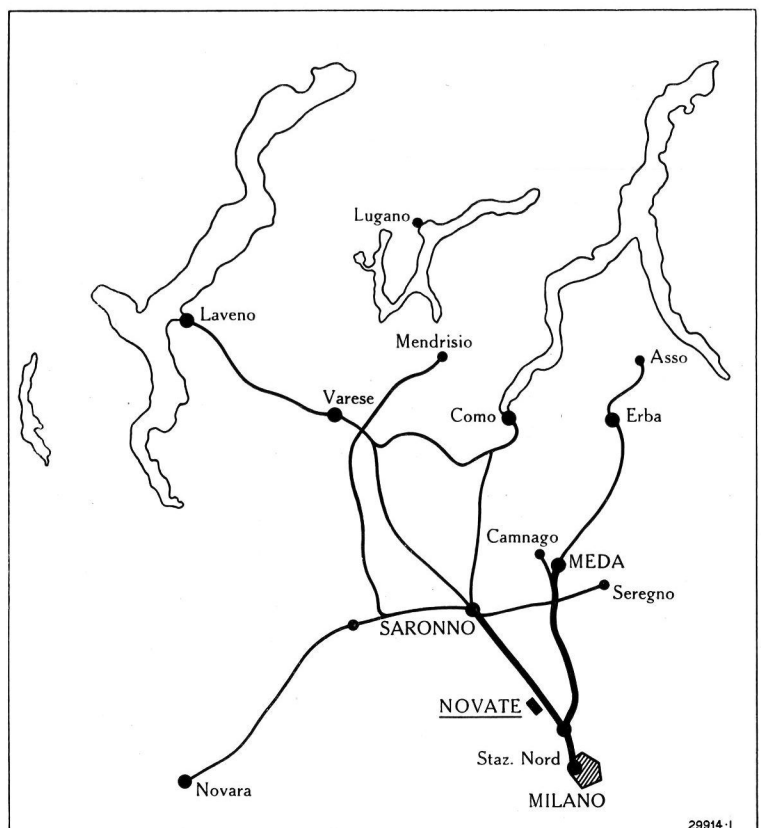 Lugano
Laveno
Mendrisio
Asso
Varese
Como
Erba
Camnago
MEDA
Seregno
SARONNO
NOVATE
Staz. Nord
Novara
MILANO
29914·I